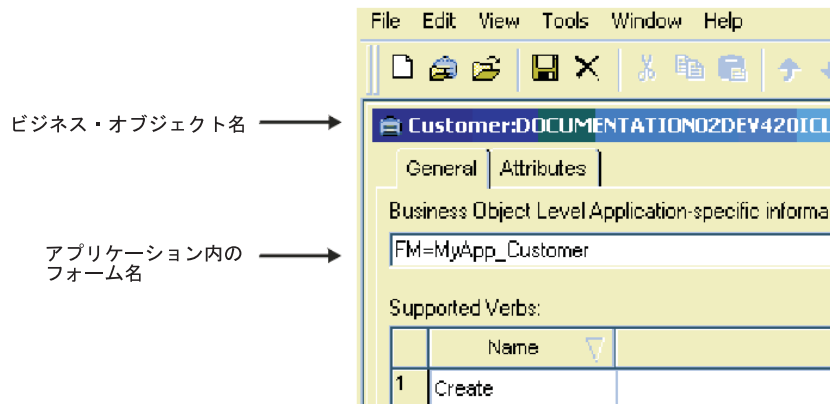 File Edit View Tools Window Help
ビジネス・オブジェクト名
Customer:DOCUMENTATION02DEV420ICL
General Attributes
Business Object Level Application-specific informa
アプリケーション内の
フォーム名
FM=MyApp_Customer
Supported Verbs:
Name
1 Create